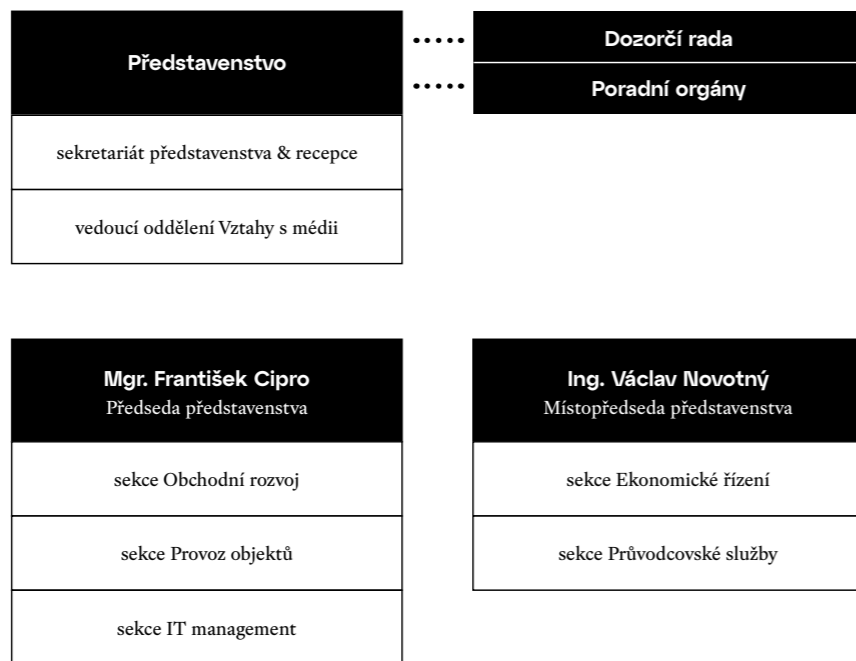 Představenstvo
Dozorčí rada
Poradní orgány
sekretariát představenstva & recepce
vedoucí oddělení Vztahy s médii
Mgr. František Cipro
Předseda představenstva
sekce Obchodní rozvoj
sekce Provoz objektů
sekce IT management
Ing. Václav Novotný
Místopředseda představenstva
sekce Ekonomické řízení
sekce Průvodcovské služby